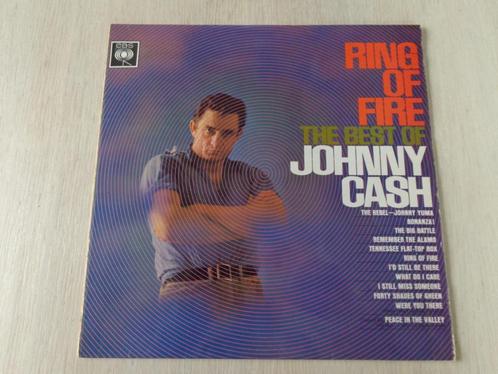 CBS
RING
OF
FIRE
THE BEST OF
JOHNNY
CASH
THE REBEL—JOHNNY YUMA
BONANZA!
THE BIG BATTLE
REMEMBER THE ALAMO
TENNESSEE FLAT-TOP BOX
RING OF FIRE
I'D STILL BE THERE
WHAT DO I CARE
I STILL MISS SOMEONE
FORTY SHADES OF GREEN
WERE YOU THERE
PEACE IN THE VALLEY